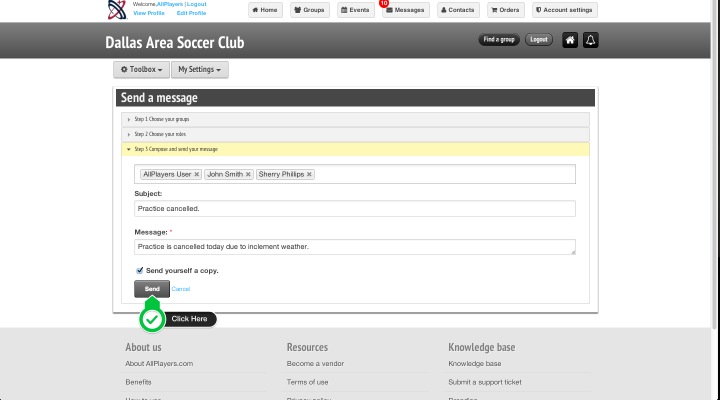 Welcome,AllPlayers | Logout
View Profile Edit Profile
Home Groups Events 10 Messages Contacts Orders Account settings
Dallas Area Soccer Club
Find a group Logout
Toolbox My Settings
Send a message
Step 1 Choose your groups
Step 2 Choose your roles
Step 3 Compose and send your message
AllPlayers User × John Smith × Sherry Phillips ×
Subject:
Practice cancelled.
Message: *
Practice is cancelled today due to inclement weather.
Send yourself a copy.
Send Cancel
Click Here
About us Resources Knowledge base
About AllPlayers.com Become a vendor Knowledge base
Benefits Terms of use Submit a support ticket